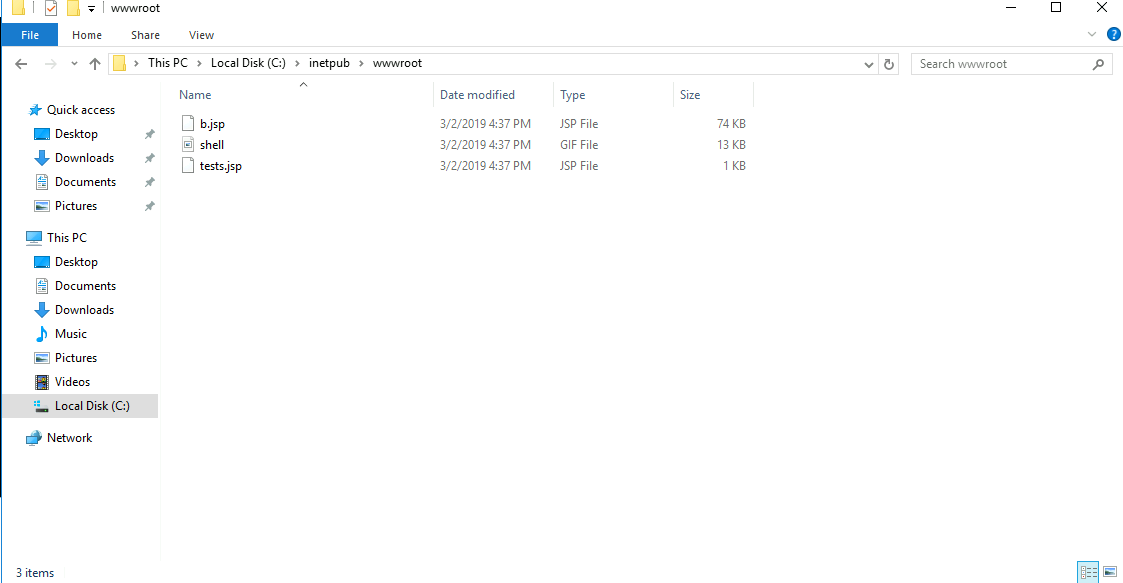 wwwroot
File Home Share View
This PC Local Disk (C:) inetpub wwwroot Search wwwroot
Name Date modified Type Size
Quick access
Desktop
Downloads
Documents
Pictures
This PC
Desktop
Documents
Downloads
Music
Pictures
Videos
Local Disk (C:)
Network
b.jsp 3/2/2019 4:37 PM JSP File 74 KB
shell 3/2/2019 4:37 PM GIF File 13 KB
tests.jsp 3/2/2019 4:37 PM JSP File 1 KB
3 items